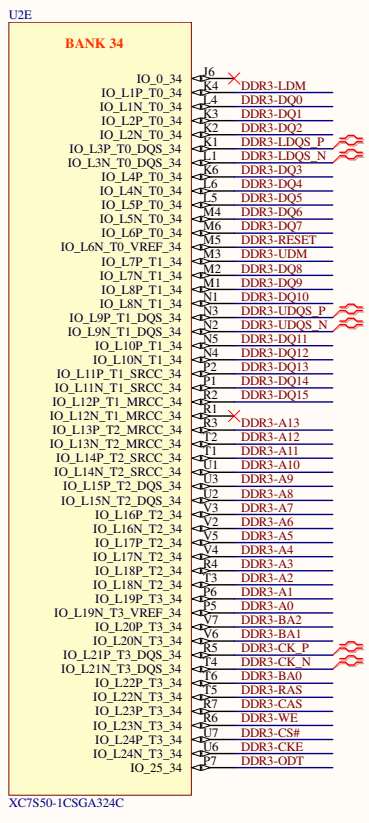 U2E
BANK 34
IO_0_34 J6
IO_L1P_T0_34 K4 DDR3-LDM
IO_L1N_T0_34 L4 DDR3-DQ0
IO_L2P_T0_34 K3 DDR3-DQ1
IO_L2N_T0_34 K2 DDR3-DQ2
IO_L3P_T0_DQS_34 K1 DDR3-LDQS_P
IO_L3N_T0_DQS_34 L1 DDR3-LDQS_N
IO_L4P_T0_34 K6 DDR3-DQ3
IO_L4N_T0_34 L6 DDR3-DQ4
IO_L5P_T0_34 L5 DDR3-DQ5
IO_L5N_T0_34 M4 DDR3-DQ6
IO_L6P_T0_34 M6 DDR3-DQ7
IO_L6N_T0_VREF_34 M5 DDR3-RESET
IO_L7P_T1_34 M3 DDR3-UDM
IO_L7N_T1_34 M2 DDR3-DQ8
IO_L8P_T1_34 M1 DDR3-DQ9
IO_L8N_T1_34 N1 DDR3-DQ10
IO_L9P_T1_DQS_34 N3 DDR3-UDQS_P
IO_L9N_T1_DQS_34 N2 DDR3-UDQS_N
IO_L10P_T1_34 N5 DDR3-DQ11
IO_L10N_T1_34 N4 DDR3-DQ12
IO_L11P_T1_SRCC_34 P2 DDR3-DQ13
IO_L11N_T1_SRCC_34 P1 DDR3-DQ14
IO_L12P_T1_MRCC_34 R2 DDR3-DQ15
IO_L12N_T1_MRCC_34 R1
IO_L13P_T2_MRCC_34 R3 DDR3-A13
IO_L13N_T2_MRCC_34 T2 DDR3-A12
IO_L14P_T2_SRCC_34 T1 DDR3-A11
IO_L14N_T2_SRCC_34 U1 DDR3-A10
IO_L15P_T2_DQS_34 U3 DDR3-A9
IO_L15N_T2_DQS_34 U2 DDR3-A8
IO_L16P_T2_34 V3 DDR3-A7
IO_L16N_T2_34 V2 DDR3-A6
IO_L17P_T2_34 V5 DDR3-A5
IO_L17N_T2_34 V4 DDR3-A4
IO_L18P_T2_34 R4 DDR3-A3
IO_L18N_T2_34 T3 DDR3-A2
IO_L19P_T3_34 P6 DDR3-A1
IO_L19N_T3_VREF_34 P5 DDR3-A0
IO_L20P_T3_34 V7 DDR3-BA2
IO_L20N_T3_34 V6 DDR3-BA1
IO_L21P_T3_DQS_34 R5 DDR3-CK_P
IO_L21N_T3_DQS_34 T4 DDR3-CK_N
IO_L22P_T3_34 T6 DDR3-BA0
IO_L22N_T3_34 T5 DDR3-RAS
IO_L23P_T3_34 R7 DDR3-CAS
IO_L23N_T3_34 R6 DDR3-WE
IO_L24P_T3_34 U7 DDR3-CS#
IO_L24N_T3_34 U6 DDR3-CKE
IO_25_34 P7 DDR3-ODT
XC7S50-1CSGA324C